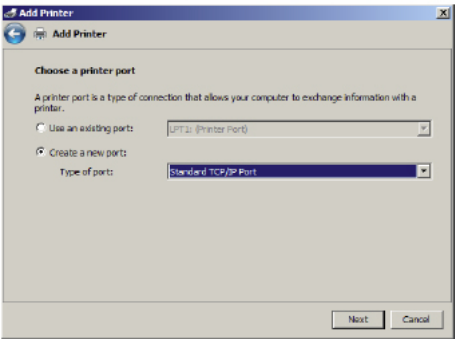 Add Printer
Add Printer
Choose a printer port
A printer port is a type of connection that allows your computer to exchange information with a
printer.
Use an existing port:
LPT1: (Printer Port)
Create a new port:
Type of port:
Standard TCP/IP Port
Next
Cancel